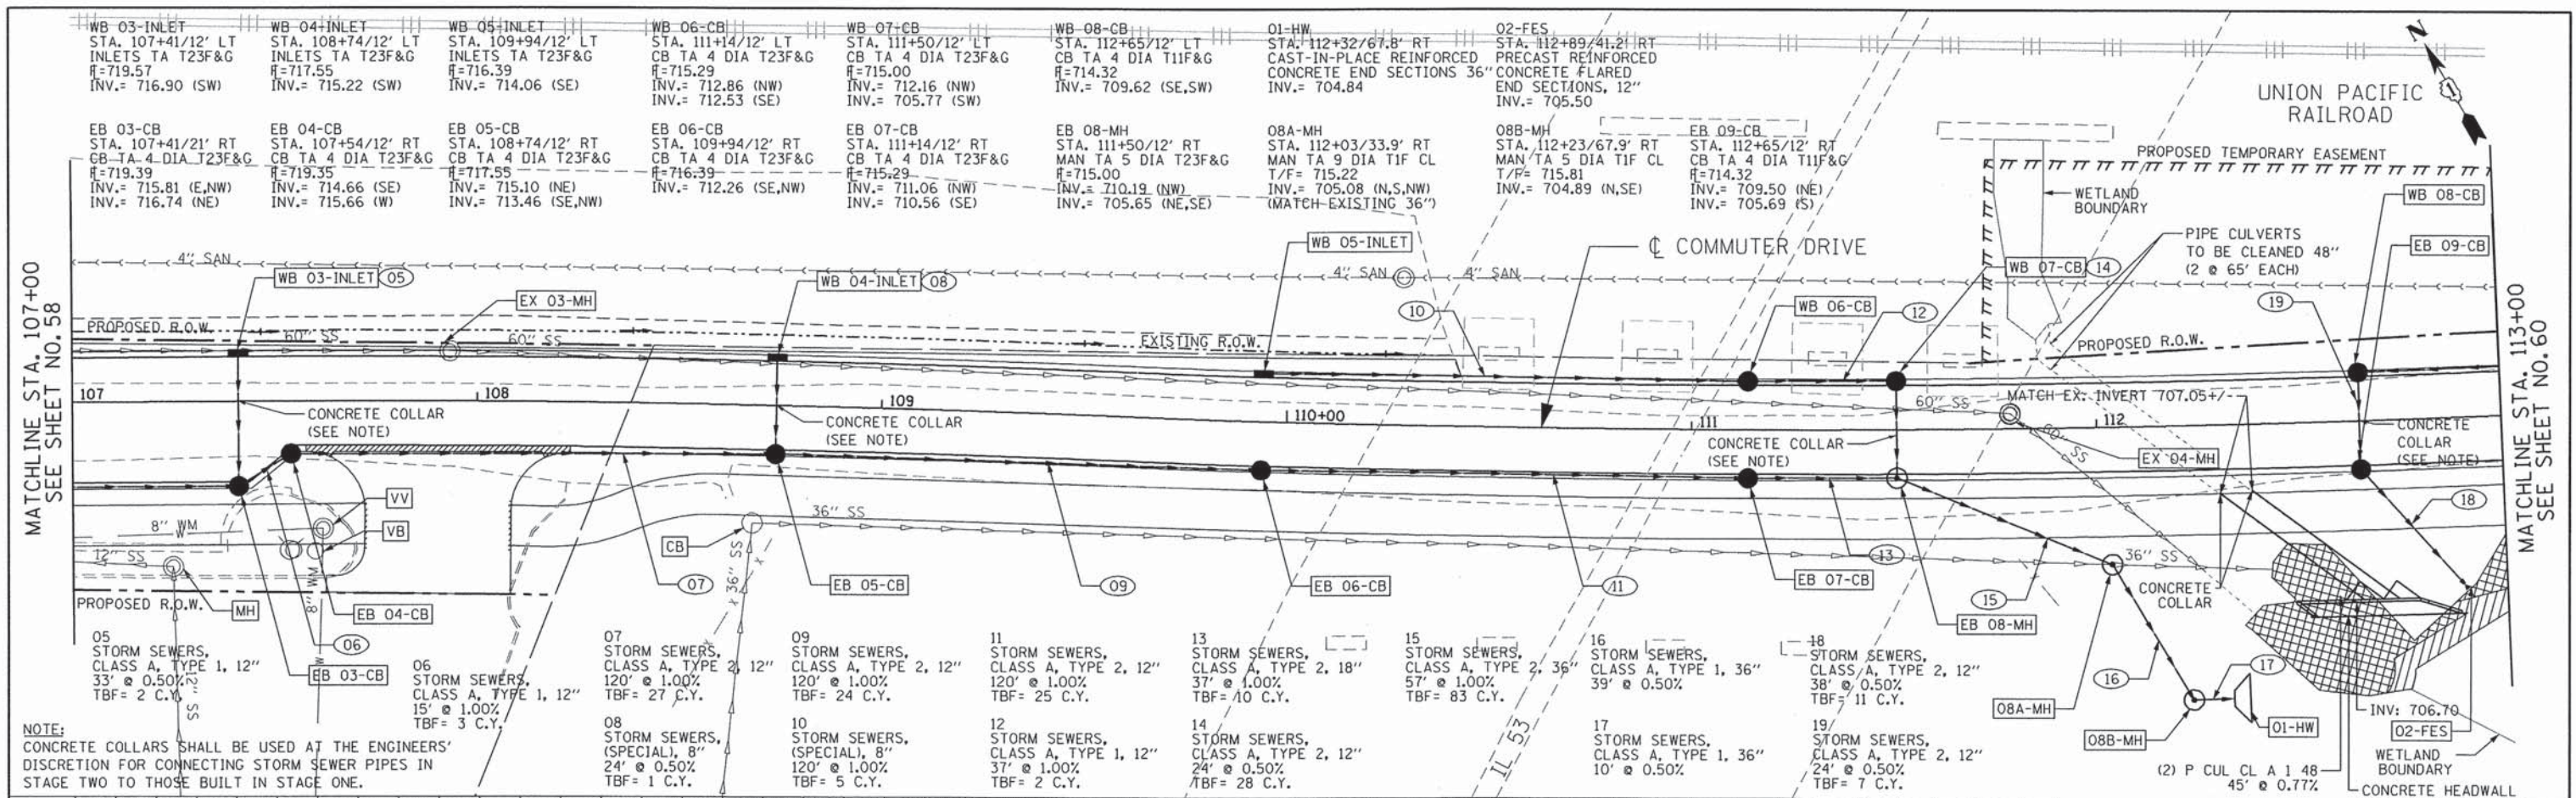 WB 03-INLET
STA. 107+41/12' LT
INLETS TA T23F&G
℄=719.57
INV.= 716.90 (SW)
WB 04-INLET
STA. 108+74/12' LT
INLETS TA T23F&G
℄=717.55
INV.= 715.22 (SW)
WB 05-INLET
STA. 109+94/12' LT
INLETS TA T23F&G
℄=716.39
INV.= 714.06 (SE)
WB 06-CB
STA. 111+14/12' LT
CB TA 4 DIA T23F&G
℄=715.29
INV.= 712.86 (NW)
INV.= 712.53 (SE)
WB 07-CB
STA. 111+50/12' LT
CB TA 4 DIA T23F&G
℄=715.00
INV.= 712.16 (NW)
INV.= 705.77 (SW)
WB 08-CB
STA. 112+65/12' LT
CB TA 4 DIA T11F&G
℄=714.32
INV.= 709.62 (SE,SW)
01-HW
STA. 112+32/67.8' RT
CAST-IN-PLACE REINFORCED
CONCRETE END SECTIONS 36"
INV.= 704.84
02-FES
STA. 112+89/41.2' RT
PRECAST REINFORCED
CONCRETE FLARED
END SECTIONS, 12"
INV.= 705.50
EB 03-CB
STA. 107+41/21' RT
CB TA 4 DIA T23F&G
℄=719.39
INV.= 715.81 (E,NW)
INV.= 716.74 (NE)
EB 04-CB
STA. 107+54/12' RT
CB TA 4 DIA T23F&G
℄=719.35
INV.= 714.66 (SE)
INV.= 715.66 (W)
EB 05-CB
STA. 108+74/12' RT
CB TA 4 DIA T23F&G
℄=717.55
INV.= 715.10 (NE)
INV.= 713.46 (SE,NW)
EB 06-CB
STA. 109+94/12' RT
CB TA 4 DIA T23F&G
℄=716.39
INV.= 712.26 (SE,NW)
EB 07-CB
STA. 111+14/12' RT
CB TA 4 DIA T23F&G
℄=715.29
INV.= 711.06 (NW)
INV.= 710.56 (SE)
EB 08-MH
STA. 111+50/12' RT
MAN TA 5 DIA T23F&G
℄=715.00
INV.= 710.19 (NW)
INV.= 705.65 (NE,SE)
08A-MH
STA. 112+03/33.9' RT
MAN TA 9 DIA T1F CL
T/F= 715.22
INV.= 705.08 (N,S,NW)
(MATCH EXISTING 36")
08B-MH
STA. 112+23/67.9' RT
MAN TA 5 DIA T1F CL
T/F= 715.81
INV.= 704.89 (N,SE)
EB 09-CB
STA. 112+65/12' RT
CB TA 4 DIA T11F&G
℄=714.32
INV.= 709.50 (NE)
INV.= 705.69 (S)
N
UNION PACIFIC
RAILROAD
PROPOSED TEMPORARY EASEMENT
WETLAND
BOUNDARY
WB 08-CB
PIPE CULVERTS
TO BE CLEANED 48"
(2 @ 65' EACH)
EB 09-CB
MATCHLINE STA. 107+00
SEE SHEET NO. 58
4" SAN
WB 03-INLET
05
EX 03-MH
WB 04-INLET
08
WB 05-INLET
4" SAN
4" SAN
℄ COMMUTER DRIVE
WB 07-CB
14
10
WB 06-CB
12
19
MATCHLINE STA. 113+00
SEE SHEET NO. 60
PROPOSED R.O.W.
60" SS
60" SS
EXISTING R.O.W.
PROPOSED R.O.W.
107
108
109
110+00
111
112
60" SS
MATCH EX. INVERT 707.05+/-
CONCRETE COLLAR
(SEE NOTE)
CONCRETE COLLAR
(SEE NOTE)
CONCRETE COLLAR
(SEE NOTE)
60" SS
EX 04-MH
CONCRETE
COLLAR
(SEE NOTE)
VV
8" WM
VB
12" SS
8" WM
MH
PROPOSED R.O.W.
EB 04-CB
06
EB 03-CB
12" SS
36" SS
CB
36" SS
07
EB 05-CB
09
EB 06-CB
11
EB 07-CB
13
EB 08-MH
15
36" SS
18
CONCRETE
COLLAR
16
17
08A-MH
08B-MH
01-HW
INV: 706.70
02-FES
WETLAND
BOUNDARY
(2) P CUL CL A 1 48
45' @ 0.77%
CONCRETE HEADWALL
IL 53
05
STORM SEWERS,
CLASS A, TYPE 1, 12"
33' @ 0.50%
TBF= 2 C.Y.
06
STORM SEWERS,
CLASS A, TYPE 1, 12"
15' @ 1.00%
TBF= 3 C.Y.
07
STORM SEWERS,
CLASS A, TYPE 2, 12"
120' @ 1.00%
TBF= 27 C.Y.
08
STORM SEWERS,
(SPECIAL), 8"
24' @ 0.50%
TBF= 1 C.Y.
09
STORM SEWERS,
CLASS A, TYPE 2, 12"
120' @ 1.00%
TBF= 24 C.Y.
10
STORM SEWERS,
(SPECIAL), 8"
120' @ 1.00%
TBF= 5 C.Y.
11
STORM SEWERS,
CLASS A, TYPE 2, 12"
120' @ 1.00%
TBF= 25 C.Y.
12
STORM SEWERS,
CLASS A, TYPE 1, 12"
37' @ 1.00%
TBF= 2 C.Y.
13
STORM SEWERS,
CLASS A, TYPE 2, 18"
37' @ 1.00%
TBF= 10 C.Y.
14
STORM SEWERS,
CLASS A, TYPE 2, 12"
24' @ 0.50%
TBF= 28 C.Y.
15
STORM SEWERS,
CLASS A, TYPE 2, 36"
57' @ 1.00%
TBF= 83 C.Y.
16
STORM SEWERS,
CLASS A, TYPE 1, 36"
39' @ 0.50%
17
STORM SEWERS,
CLASS A, TYPE 1, 36"
10' @ 0.50%
18
STORM SEWERS,
CLASS A, TYPE 2, 12"
38' @ 0.50%
TBF= 11 C.Y.
19
STORM SEWERS,
CLASS A, TYPE 2, 12"
24' @ 0.50%
TBF= 7 C.Y.
NOTE:
CONCRETE COLLARS SHALL BE USED AT THE ENGINEERS'
DISCRETION FOR CONNECTING STORM SEWER PIPES IN
STAGE TWO TO THOSE BUILT IN STAGE ONE.